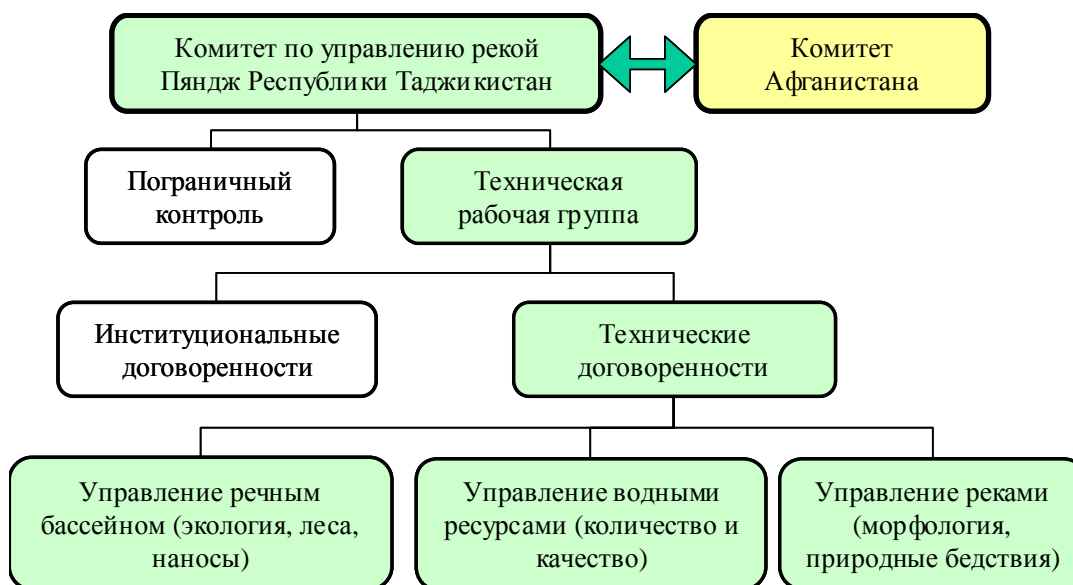 Комитет по управлению рекой
Пяндж Республики Таджикистан
Комитет
Афганистана
Пограничный
контроль
Техническая
рабочая группа
Институциональные
договоренности
Технические
договоренности
Управление речным
бассейном (экология, леса,
наносы)
Управление водными
ресурсами (количество и
качество)
Управление реками
(морфология,
природные бедствия)